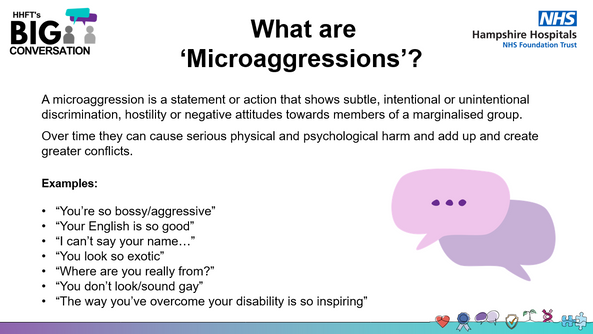 HHFT's
BIG
CONVERSATION
What are
‘Microaggressions’?
NHS
Hampshire Hospitals
NHS Foundation Trust
A microaggression is a statement or action that shows subtle, intentional or unintentional
discrimination, hostility or negative attitudes towards members of a marginalised group.
Over time they can cause serious physical and psychological harm and add up and create
greater conflicts.
Examples:
• “You’re so bossy/aggressive”
• “Your English is so good”
• “I can’t say your name…”
• “You look so exotic”
• “Where are you really from?”
• “You don’t look/sound gay”
• “The way you’ve overcome your disability is so inspiring”